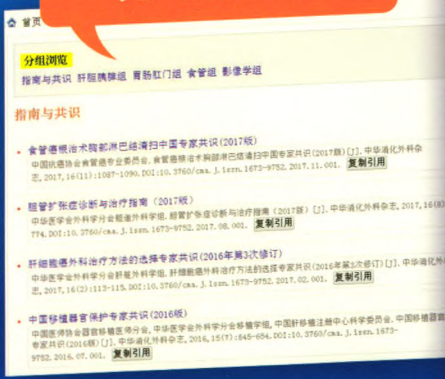 首页
分组浏览
指南与共识 肝胆胰脾组 胃肠肛门组 食管组 影像学组
指南与共识
食管癌根治术胸部淋巴结清扫中国专家共识(2017版)
中国抗癌协会食管癌专业委员会.食管癌根治术胸部淋巴结清扫中国专家共识(2017版)[J].中华消化外科杂
志,2017,16(11):1087-1090.DOI:10.3760/cma.j.issn.1673-9752.2017.11.001. 复制引用
胆管扩张症诊断与治疗指南(2017版)
中华医学会外科学分会胆道外科学组.胆管扩张症诊断与治疗指南(2017版)[J].中华消化外科杂志,2017,16(8)
774.DOI:10.3760/cma.j.issn.1673-9752.2017.08.001. 复制引用
肝细胞癌外科治疗方法的选择专家共识(2016年第3次修订)
中华医学会外科学分会肝脏外科学组.肝细胞癌外科治疗方法的选择专家共识(2016年第3次修订)[J].中华消化外
志,2017,16(2):113-115.DOI:10.3760/cma.j.issn.1673-9752.2017.02.001. 复制引用
中国移植器官保护专家共识(2016版)
中国医师协会器官移植医师分会,中华医学会外科学分会移植学组,中国肝移植注册中心科学委员会,中国移植器官
专家共识(2016版)[J].中华消化外科杂志,2016,15(7):645-654.DOI:10.3760/cma.j.issn.1673-
9752.2016.07.001. 复制引用